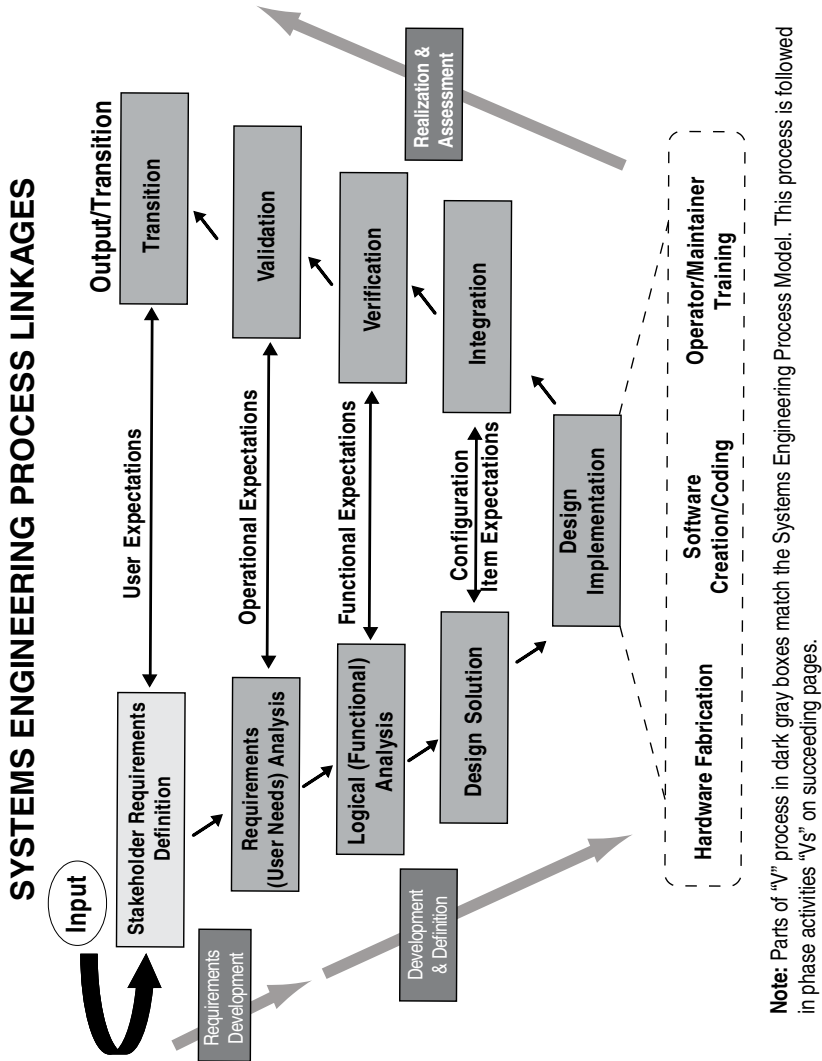 SYSTEMS ENGINEERING PROCESS LINKAGES
Input
Output/Transition
Stakeholder Requirements
Definition
User Expectations
Transition
Requirements
Development
Requirements
(User Needs) Analysis
Operational Expectations
Validation
Logical (Functional)
Analysis
Functional Expectations
Verification
Realization &
Assessment
Development
& Definition
Design Solution
Configuration
Item Expectations
Integration
Design
Implementation
Hardware Fabrication
Software
Creation/Coding
Operator/Maintainer
Training
Note: Parts of “V” process in dark gray boxes match the Systems Engineering Process Model. This process is followed
in phase activities “Vs” on succeeding pages.